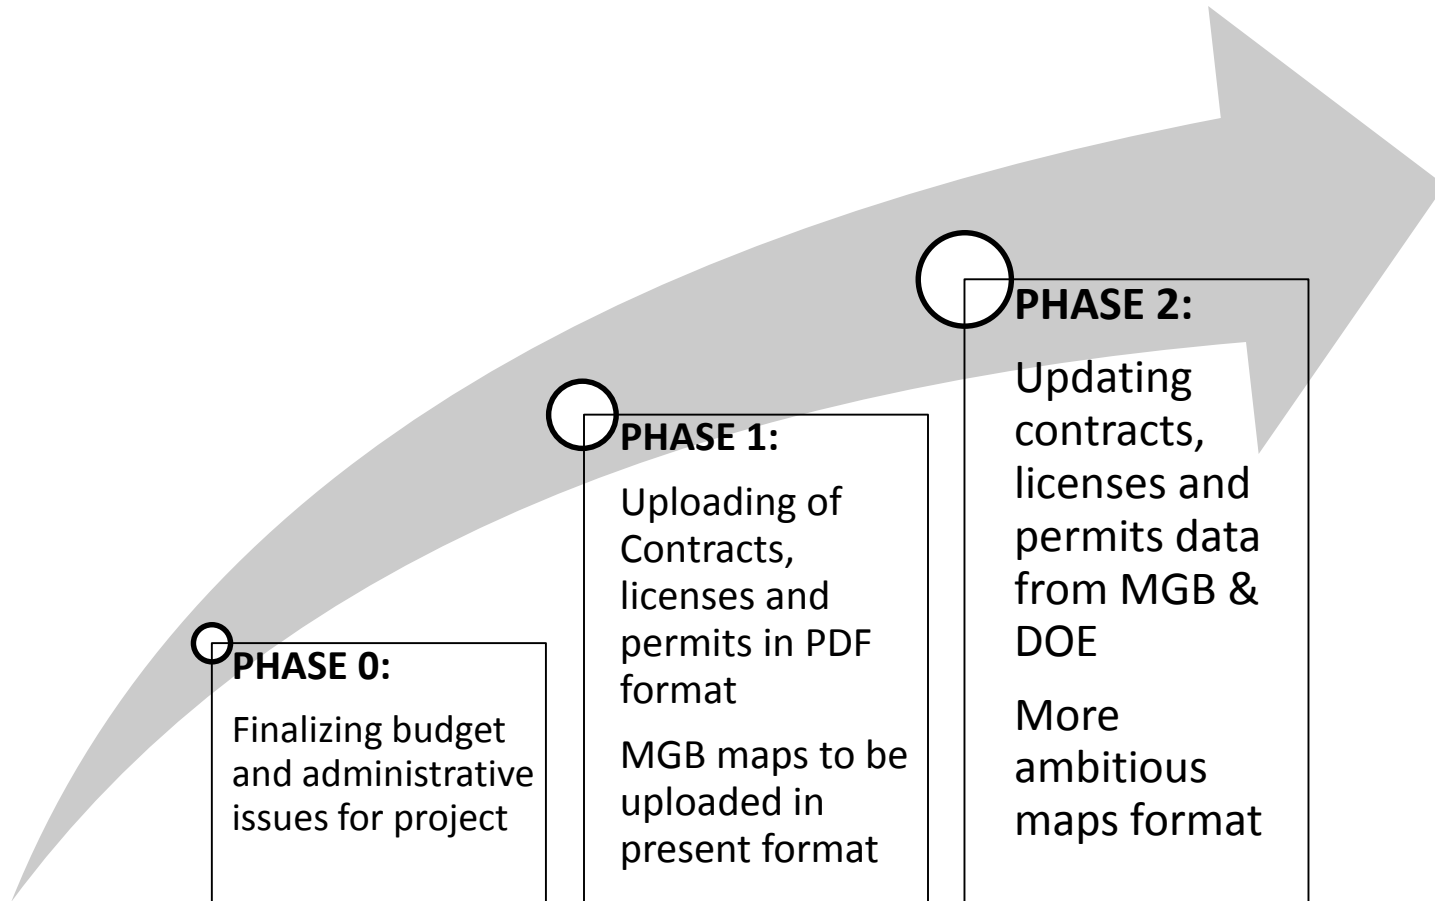 PHASE 0:
Finalizing budget
and administrative
issues for project
PHASE 1:
Uploading of
Contracts,
licenses and
permits in PDF
format
MGB maps to be
uploaded in
present format
PHASE 2:
Updating
contracts,
licenses and
permits data
from MGB &
DOE
More
ambitious
maps format